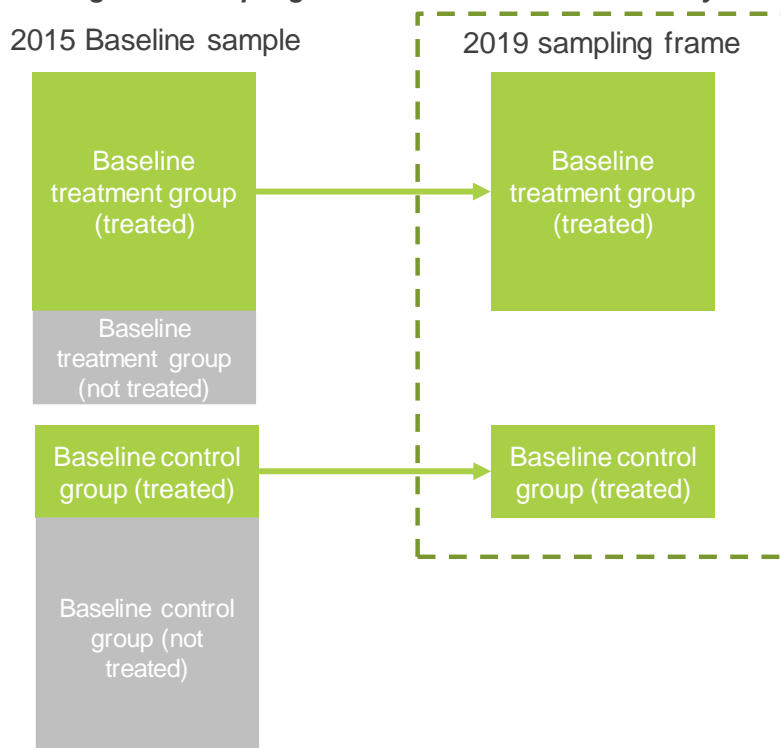 2015 Baseline sample
2019 sampling frame
Baseline
treatment group
(treated)
Baseline
treatment group
(treated)
Baseline
treatment group
(not treated)
Baseline control
group (treated)
Baseline control
group (treated)
Baseline control
group (not
treated)